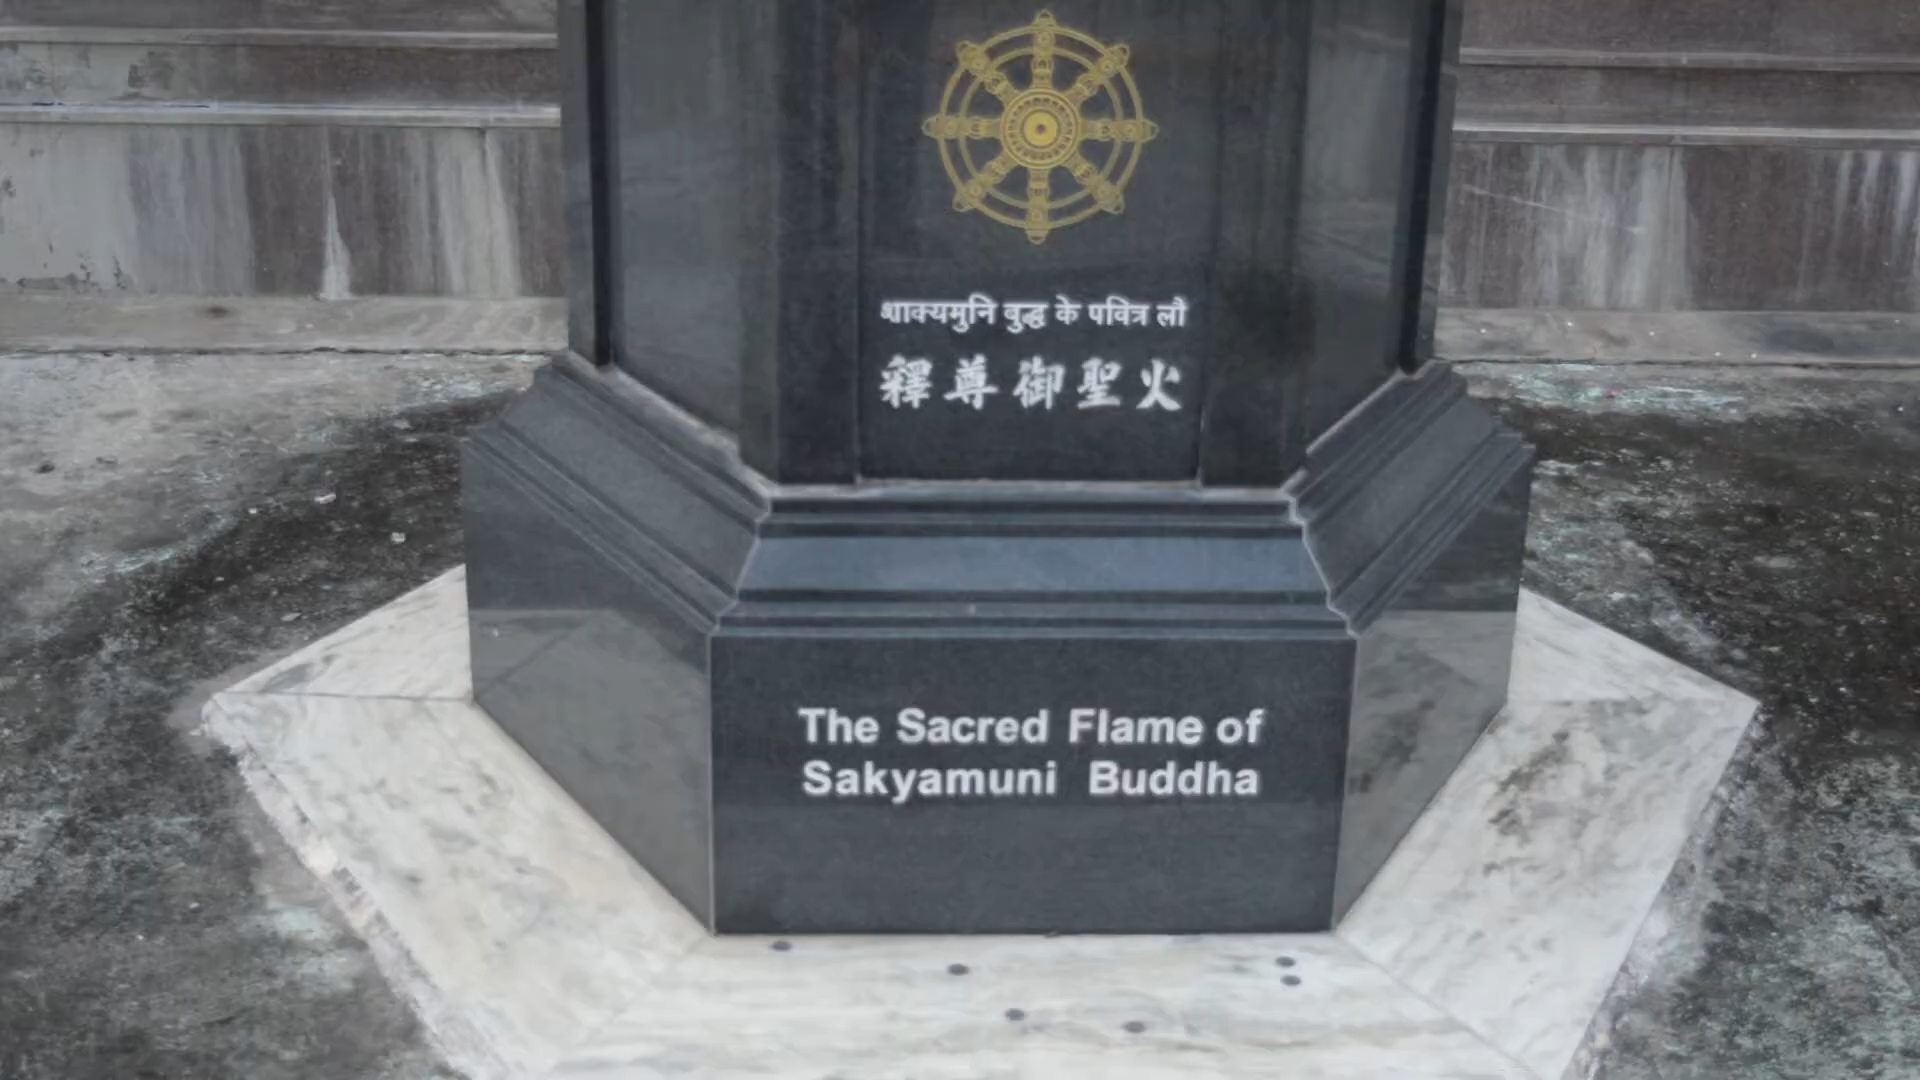 शाक्यमुनि बुद्ध के पवित्र लौ
釋尊御聖火
The Sacred Flame of
Sakyamuni Buddha